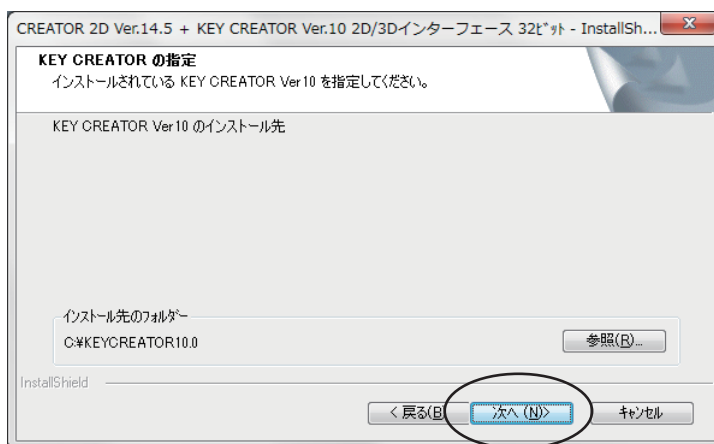 CREATOR 2D Ver.14.5 + KEY CREATOR Ver.10 2D/3Dインターフェース 32ﾋﾞｯﾄ - InstallSh...
KEY CREATOR の指定
インストールされている KEY CREATOR Ver10 を指定してください。
KEY CREATOR Ver10 のインストール先
インストール先のフォルダー
C:¥KEYCREATOR10.0
参照(R)...
InstallShield
< 戻る(B)
次へ (N)>
キャンセル